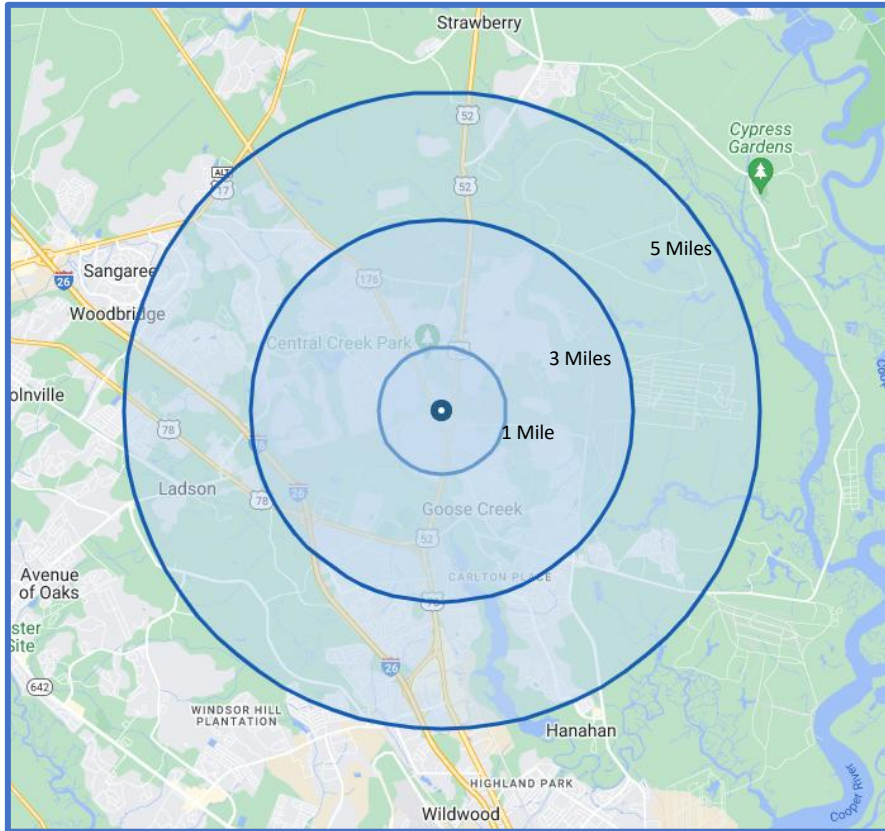 Strawberry
52
Cypress
Gardens
ALT
17
52
5 Miles
Sangaree
26
176
Woodbridge
Central Creek Park
3 Miles
olnville
78
1 Mile
26
Ladson
78
Goose Creek
52
Avenue
of Oaks
CARLTON PLACE
78
ster
Site
26
642
WINDSOR HILL
PLANTATION
Hanahan
HIGHLAND PARK
Wildwood
Cooper River